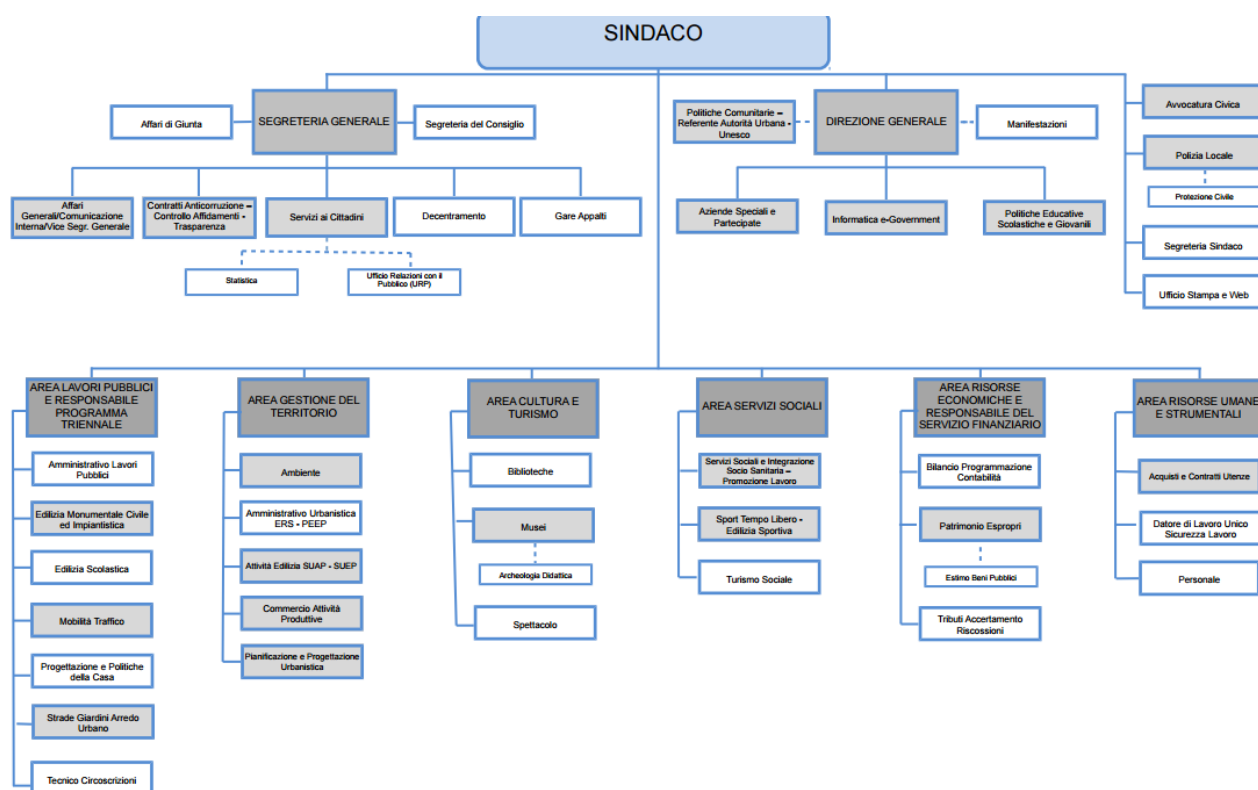 SINDACO
Affari di Giunta
SEGRETERIA GENERALE
Segreteria del Consiglio
Politiche Comunitarie –
Referente Autorità Urbana -
Unesco
DIREZIONE GENERALE
Manifestazioni
Avvocatura Civica
Polizia Locale
Protezione Civile
Segreteria Sindaco
Ufficio Stampa e Web
Affari
Generali/Comunicazione
Interna/Vice Segr. Generale
Contratti Anticorruzione –
Controllo Affidamenti -
Trasparenza
Servizi ai Cittadini
Decentramento
Gare Appalti
Statistica
Ufficio Relazioni con il
Pubblico (URP)
Aziende Speciali e
Partecipate
Informatica e-Government
Politiche Educative
Scolastiche e Giovanili
AREA LAVORI PUBBLICI
E RESPONSABILE
PROGRAMMA
TRIENNALE
Amministrativo Lavori
Pubblici
Edilizia Monumentale Civile
ed Impiantistica
Edilizia Scolastica
Mobilità Traffico
Progettazione e Politiche
della Casa
Strade Giardini Arredo
Urbano
Tecnico Circoscrizioni
AREA GESTIONE DEL
TERRITORIO
Ambiente
Amministrativo Urbanistica
ERS - PEEP
Attività Edilizia SUAP - SUEP
Commercio Attività
Produttive
Pianificazione e Progettazione
Urbanistica
AREA CULTURA E
TURISMO
Biblioteche
Musei
Archeologia Didattica
Spettacolo
AREA SERVIZI SOCIALI
Servizi Sociali e Integrazione
Socio Sanitaria –
Promozione Lavoro
Sport Tempo Libero -
Edilizia Sportiva
Turismo Sociale
AREA RISORSE
ECONOMICHE E
RESPONSABILE DEL
SERVIZIO FINANZIARIO
Bilancio Programmazione
Contabilità
Patrimonio Espropri
Estimo Beni Pubblici
Tributi Accertamento
Riscossioni
AREA RISORSE UMANE
E STRUMENTALI
Acquisti e Contratti Utenze
Datore di Lavoro Unico
Sicurezza Lavoro
Personale